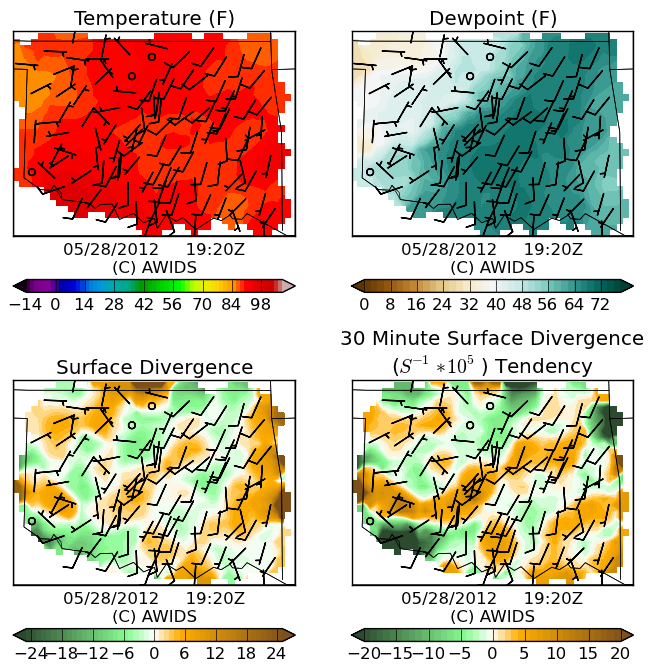 Temperature (F)
Dewpoint (F)
05/28/2012 19:20Z
(C) AWIDS
05/28/2012 19:20Z
(C) AWIDS
−14 0 14 28 42 56 70 84 98
0 8 16 24 32 40 48 56 64 72
Surface Divergence
30 Minute Surface Divergence
(S⁻¹ *10⁵ ) Tendency
05/28/2012 19:20Z
(C) AWIDS
05/28/2012 19:20Z
(C) AWIDS
−24 −18 −12 −6 0 6 12 18 24
−20 −15 −10 −5 0 5 10 15 20